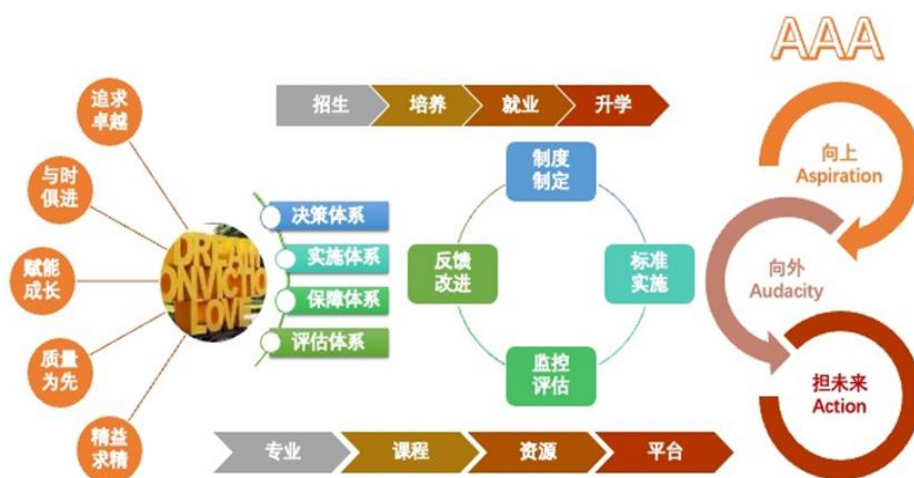 AAA
追求
卓越
与时
俱进
赋能
成长
质量
为先
精益
求精
DREAM
CONVICTION
LOVE
招生 培养 就业 升学
决策体系
实施体系
保障体系
评估体系
制度
制定
标准
实施
监控
评估
反馈
改进
专业 课程 资源 平台
向上
Aspiration
向外
Audacity
担未来
Action